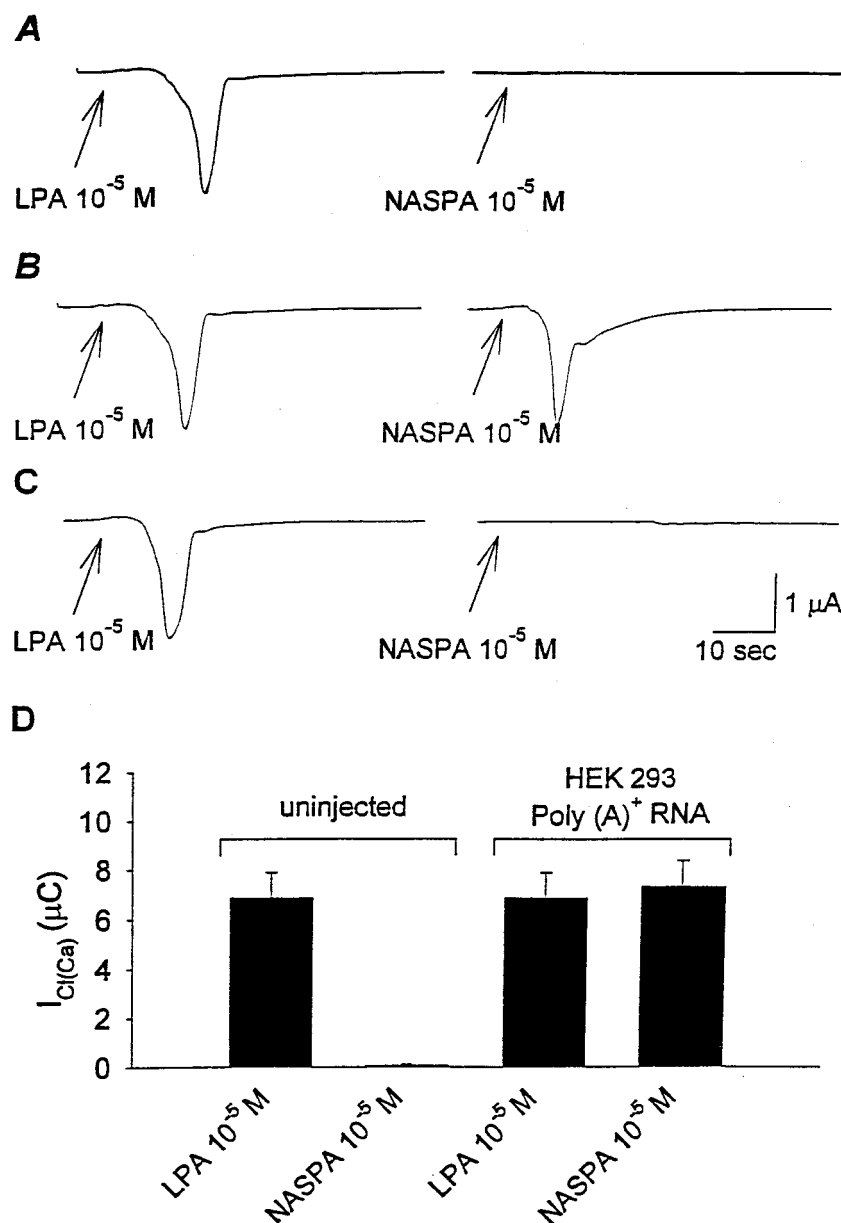 A
LPA 10⁻⁵ M
NASPA 10⁻⁵ M
B
LPA 10⁻⁵ M
NASPA 10⁻⁵ M
C
LPA 10⁻⁵ M
NASPA 10⁻⁵ M
1 μA
10 sec
D
12
10
8
6
4
2
0
I_Cl(Ca) (μC)
uninjected
HEK 293
Poly (A)⁺ RNA
LPA 10⁻⁵ M
NASPA 10⁻⁵ M
LPA 10⁻⁵ M
NASPA 10⁻⁵ M